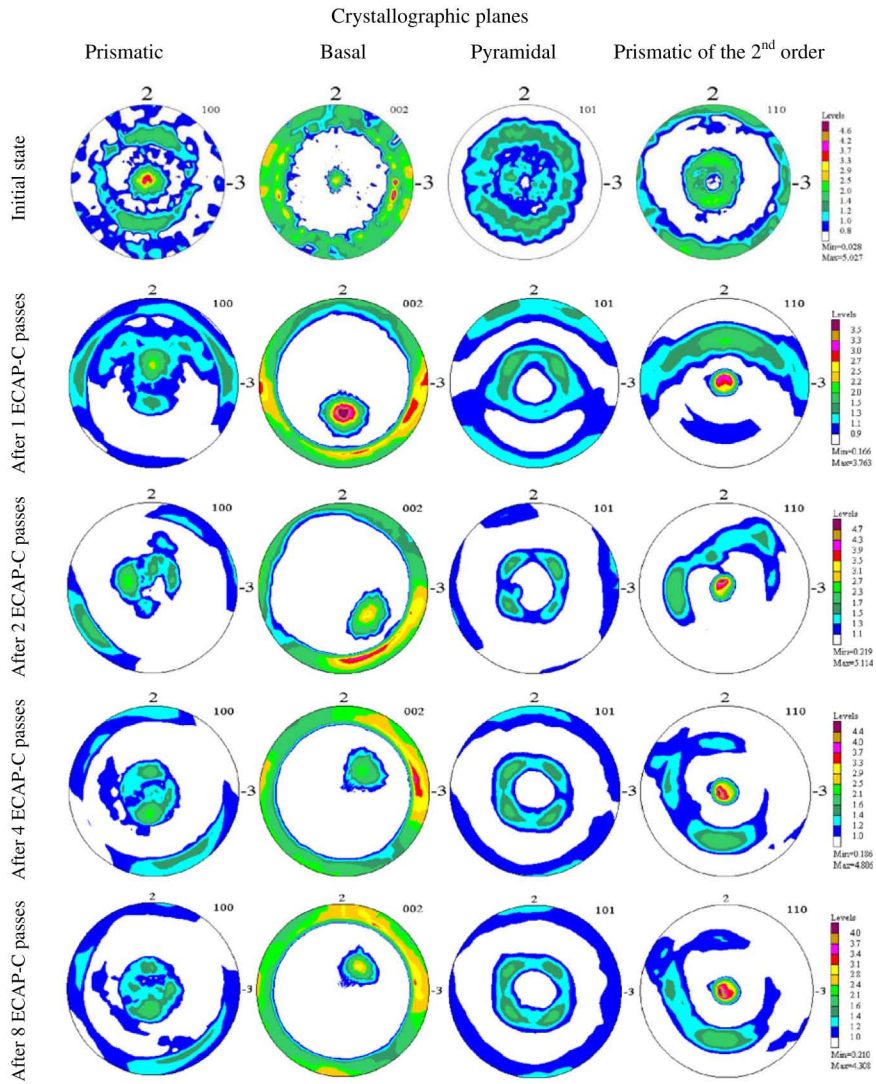 Crystallographic planes
Prismatic Basal Pyramidal Prismatic of the 2nd order
Initial state
2 100 -3
2 002 -3
2 101 -3
2 110 -3
Levels
4.6
4.2
3.7
3.3
2.9
2.5
2.0
1.4
1.2
1.0
0.8
Min=0.028
Max=5.027
After 1 ECAP-C passes
2 100 -3
2 002 -3
2 101 -3
2 110 -3
Levels
3.5
3.3
3.0
2.7
2.5
2.2
2.0
1.5
1.3
1.1
0.9
Min=0.166
Max=3.763
After 2 ECAP-C passes
2 100 -3
2 002 -3
2 101 -3
2 110 -3
Levels
4.7
4.3
3.9
3.5
3.1
2.7
2.3
1.7
1.5
1.3
1.1
Min=0.219
Max=5.114
After 4 ECAP-C passes
2 100 -3
2 002 -3
2 101 -3
2 110 -3
Levels
4.4
4.0
3.7
3.3
2.9
2.5
2.1
1.6
1.4
1.2
1.0
Min=0.186
Max=4.806
After 8 ECAP-C passes
2 100 -3
2 002 -3
2 101 -3
2 110 -3
Levels
4.0
3.7
3.4
3.1
2.8
2.4
2.1
1.6
1.4
1.2
1.0
Min=0.210
Max=4.308